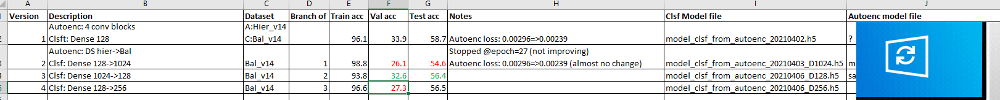 A B C D E F G H I J
Version Description Dataset Branch of Train acc Val acc Test acc Notes Clsf Model file Autoenc model file
Autoenc: 4 conv blocks A:Hier_v14
2 1 Clsft: Dense 128 C:Bal_v14 96.1 33.9 58.7 Autoenc loss: 0.00296=>0.00239 model_clsf_from_autoenc_20210402.h5 ?
Autoenc: DS hier->Bal Stopped @epoch=27 (not improving)
3 2 Clsf: Dense 128->1024 Bal_v14 1 98.8 26.1 54.6 Autoenc loss: 0.00296=>0.00239 (almost no change) model_clsf_from_autoenc_20210403_D1024.h5
4 3 Clsf: Dense 1024->128 Bal_v14 2 93.8 32.6 56.4 model_clsf_from_autoenc_20210406_D128.h5 sa
5 4 Clsf: Dense 128->256 Bal_v14 3 96.6 27.3 56.5 model_clsf_from_autoenc_20210406_D256.h5